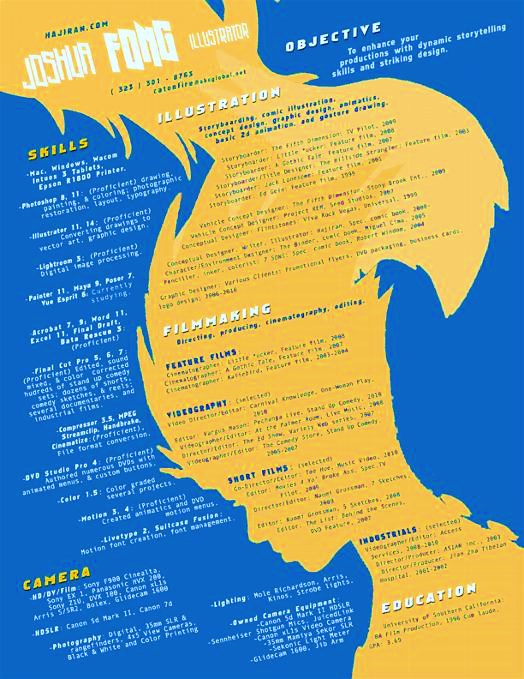 HAJIRAN.COM
JOSHUA FONG ILLUSTRATOR
( 323 ) 301 - 8763
catonfire@sbcglobal.net
OBJECTIVE
To enhance your
productions with dynamic storytelling
skills and striking design.
ILLUSTRATION
Storyboarding, comic illustration,
concept design, graphic design, animatics,
basic 2d animation, and gesture drawing.
Storyboarder: The Fifth Dimension: TV Pilot, 2009
Storyboarder: Little *ucker. Feature film, 2008
Storyboarder: A Gothic Tale, Feature film, 2007
Storyboarder/Title Designer: The Hillside Strangler. Feature film, 2003
Storyboarder: Jack London: Feature film, 2001
Storyboarder: Ed Gein: Feature film, 1999
Vehicle Concept Designer: The Fifth Dimension, Stony Brook Int., 2009
Vehicle Concept Designer: Project GEM, Sneg Studios, 2007
Conceptual Designer: Flintstones: Viva Rock Vegas, Universal, 1999
Conceptual Designer, Writer, Illustrator: Hajiran, Spec. comic book, 2008-
Character/Environment Designer: The Binder, comic book, Miguel Cima, 2005
Penciller, inker, colorist: 7 SINS: Spec. comic book, Robert Window, 2004
Graphic Designer: Various Clients: Promotional flyers, DVD packaging, business cards,
logo design, 2006-2010
SKILLS
-Mac, Windows, Wacom
Intuos 3 Tablets,
Epson R1800 Printer.
-Photoshop 8, 11: (Proficient) drawing,
painting, & coloring; photographic
restoration, layout, typography.
-Illustrator 11, 14: (Proficient)
Converting drawings to
vector art, graphic design.
-Lightroom 3: (Proficient)
Digital image processing.
-Painter 11, Maya 9, Poser 7,
Vue Esprit 6: Currently
studying.
-Acrobat 7, 9, Word 11,
Excel 11, Final Draft,
Data Rescue 3:
(Proficient)
-Final Cut Pro 5, 6, 7:
(Proficient) Edited, sound
mixed, & color Corrected
hundreds of stand up comedy
sets; dozens of shorts,
comedy sketches, & reels;
several documentaries, and
industrial films.
-Compressor 3.5, MPEG
Streamclip, Handbrake,
Cinematize: (Proficient)
File format conversion.
-DVD Studio Pro 4: (Proficient)
Authored numerous DVDs with
animated menus, & custom buttons.
-Color 1.5: Color graded
several projects.
-Motion 3, 4: (Proficient)
Created animatics and DVD
motion menus.
-Livetype 2, Suitcase Fusion:
Motion font creation, font management.
FILMMAKING
Directing, producing, cinematography, editing.
FEATURE FILMS:
Cinematographer: Little *ucker, Feature film, 2008
Cinematographer: A Gothic Tale, Feature film, 2007
Cinematographer: Kaliebird, Feature film, 2003-2004
VIDEOGRAPHY: (selected)
Video Director/Editor: Carnival Knowledge, One-Woman Play,
2010
Editor: Vargus Mason: Pechanga Live, Stand Up Comedy, 2010
Videographer/Editor: At the Palmer Room, Live Music, 2008
Director/Editor: The Ed Show, Variety Web series, 2007
Videographer/Editor: The Comedy Store, Stand Up Comedy,
2005-2007
SHORT FILMS: (selected)
Co-Director/Editor: Toe Hue, Music Video, 2010
Editor: Movies 4 Yo' Broke Ass, Spec.TV
Pilot, 2009
Director/Editor: Naomi Grossman, 7 Sketches,
2009
Editor: Naomi Grossman, 5 Sketches, 2008
Editor: The List: Behind the Scenes,
DVD Feature, 2007
INDUSTRIALS: (selected)
Videographer/Editor: Access
Services, 2008-2010
Director/Producer: ASIAN inc., 2003
Director/Producer: Jian Zha Tibetan
Hospital, 2001-2002
CAMERA
-HD/DV/Film: Sony F900 Cinealta,
Sony EX 1, Panasonic HVX 200,
Sony Z1U, DVX 100, Canon xl1s
Arri S/SR2, Bolex, Glidecam 1600
-HDSLR: Canon 5d Mark II, Canon 7d
-Photography: Digital, 35mm SLR &
rangefinders, 4x5 View Cameras,
Black & White and Color Printing
-Lighting: Mole Richardson, Arris,
Kinos, Strobe lights.
-Owned Camera Equipment:
-Canon 5d Mark II HDSLR
-Sennheiser Shotgun Mics, JuicedLink
-Canon xl1s Video Camera
-35mm Mamiya Sekor SLR
-Sekonic Light Meter
-Glidecam 1600, Jib Arm
EDUCATION
University of Southern California:
BA Film Production, 1996 Cum laude,
GPA: 3.69